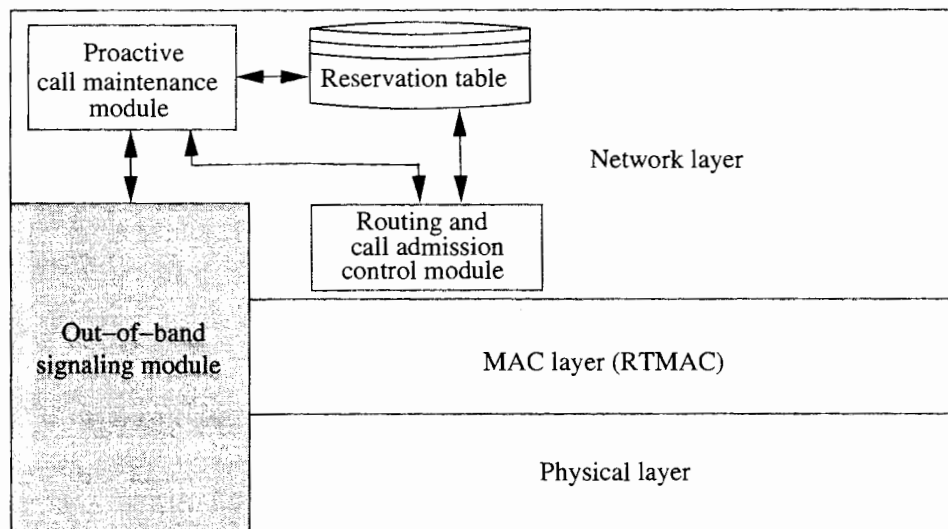 Proactive
call maintenance
module
Reservation table
Network layer
Routing and
call admission
control module
Out–of–band
signaling module
MAC layer (RTMAC)
Physical layer